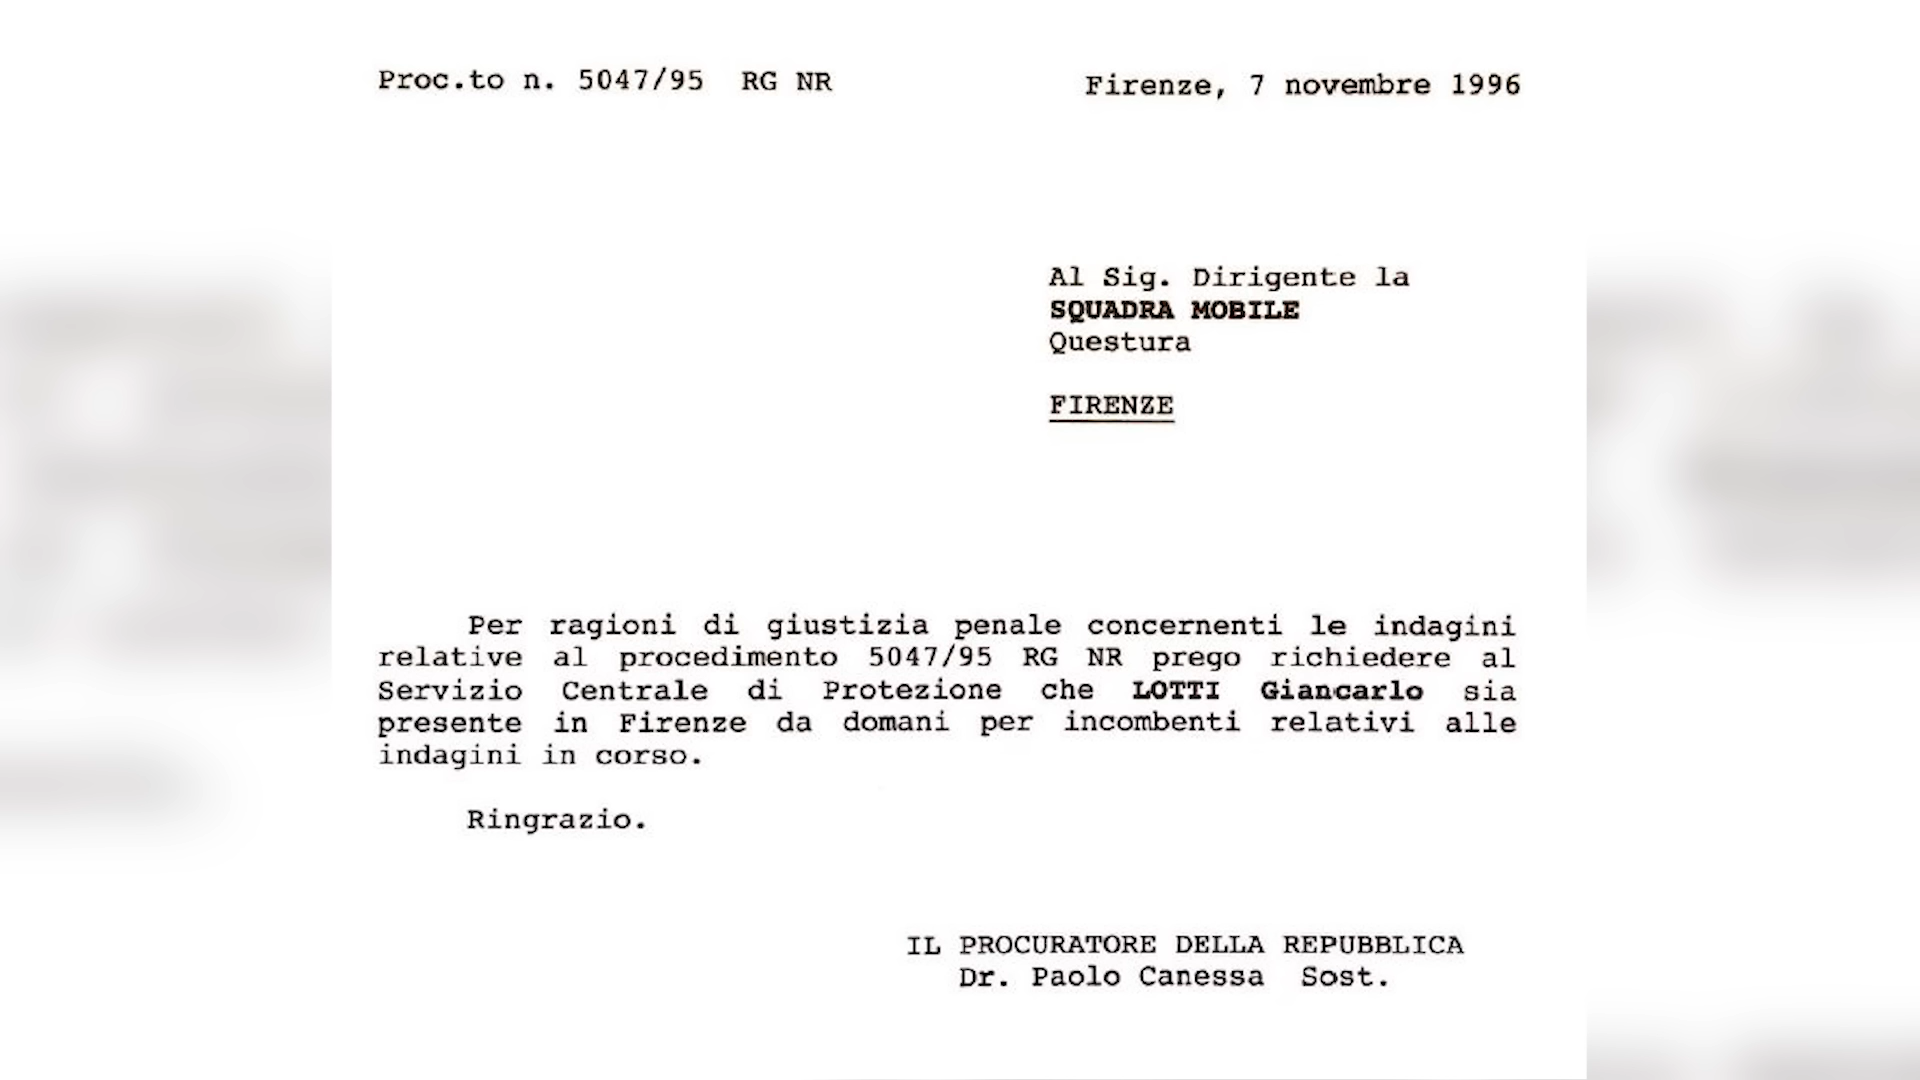 Proc.to n. 5047/95 RG NR
Firenze, 7 novembre 1996
Al Sig. Dirigente la
SQUADRA MOBILE
Questura
FIRENZE
Per ragioni di giustizia penale concernenti le indagini
relative al procedimento 5047/95 RG NR prego richiedere al
Servizio Centrale di Protezione che LOTTI Giancarlo sia
presente in Firenze da domani per incombenti relativi alle
indagini in corso.
Ringrazio.
IL PROCURATORE DELLA REPUBBLICA
Dr. Paolo Canessa Sost.